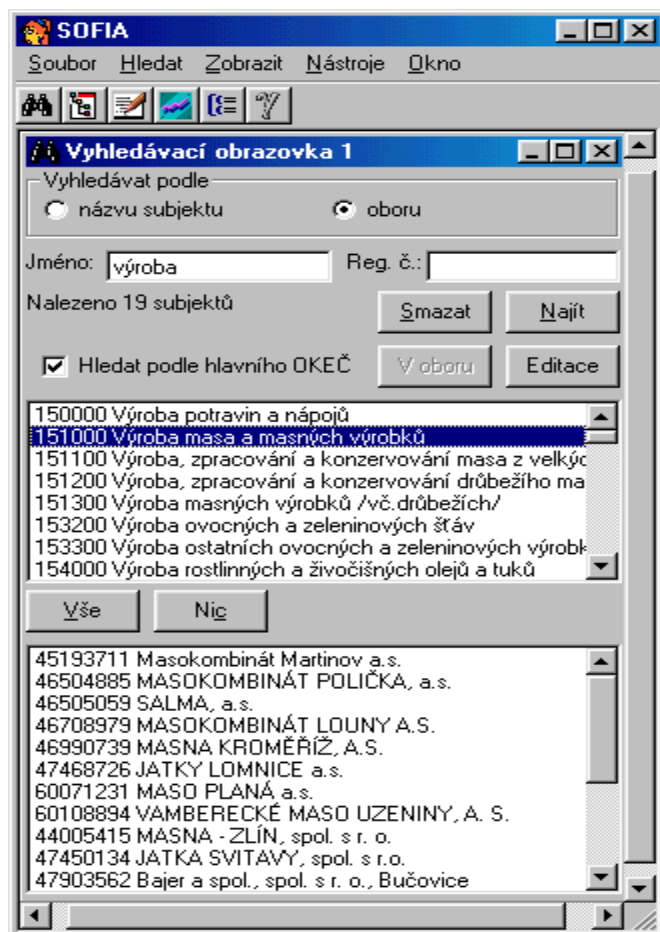 SOFIA
Soubor Hledat Zobrazit Nástroje Okno
Vyhledávací obrazovka 1
Vyhledávat podle
názvu subjektu oboru
Jméno: výroba Reg. č.:
Nalezeno 19 subjektů Smazat Najít
Hledat podle hlavního OKEČ V oboru Editace
150000 Výroba potravin a nápojů
151000 Výroba masa a masných výrobků
151100 Výroba, zpracování a konzervování masa z velkýc
151200 Výroba, zpracování a konzervování drůbežího ma
151300 Výroba masných výrobků /vč.drůbežích/
153200 Výroba ovocných a zeleninových šťáv
153300 Výroba ostatních ovocných a zeleninových výrobk
154000 Výroba rostlinných a živočišných olejů a tuků
Vše Nic
45193711 Masokombinát Martinov a.s.
46504885 MASOKOMBINÁT POLIČKA, a.s.
46505059 SALMA, a.s.
46708979 MASOKOMBINÁT LOUNY A.S.
46990739 MASNA KROMĚŘÍŽ, A.S.
47468726 JATKY LOMNICE a.s.
60071231 MASO PLANÁ a.s.
60108894 VAMBERECKÉ MASO UZENINY, A. S.
44005415 MASNA - ZLÍN, spol. s r. o.
47450134 JATKA SVITAVY, spol. s r.o.
47903562 Bajer a spol., spol. s r. o., Bučovice